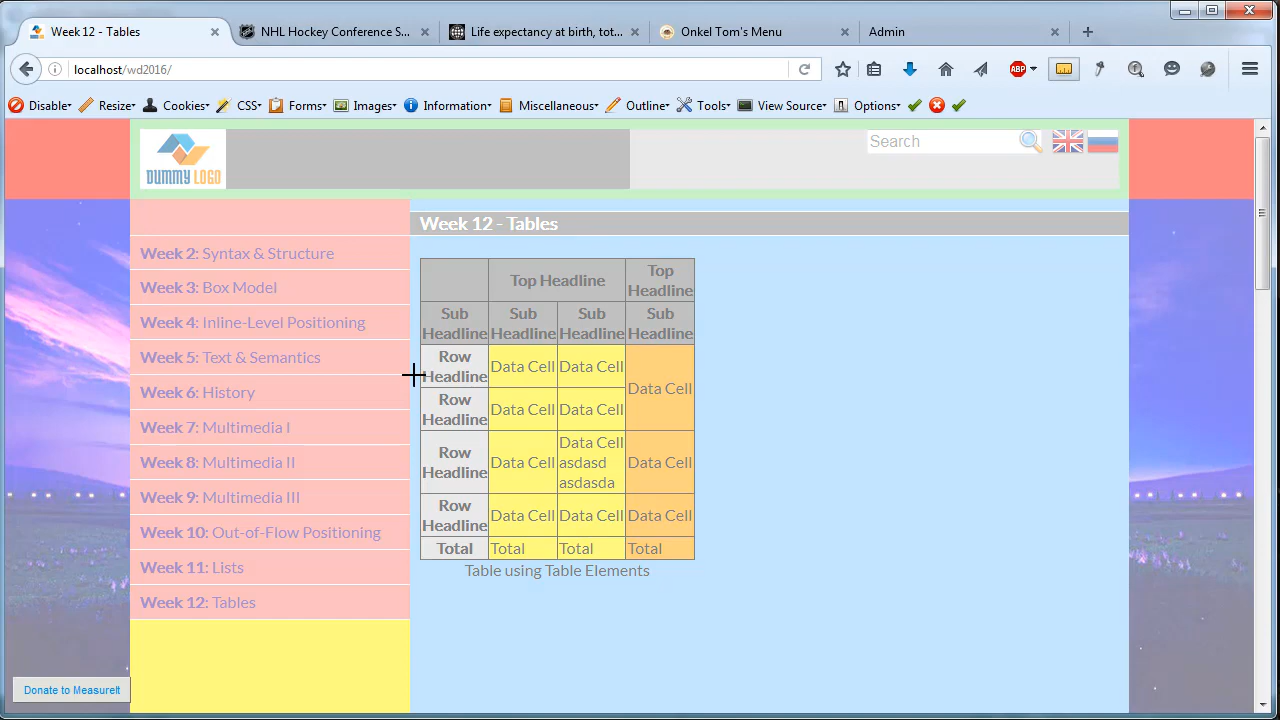 Week 12 - Tables
NHL Hockey Conference S...
Life expectancy at birth, tot...
Onkel Tom's Menu
Admin
localhost/wd2016/
ABP
Disable
Resize
Cookies
CSS
Forms
Images
Information
Miscellaneous
Outline
Tools
View Source
Options
DUMMY LOGO
Search
Week 12 - Tables
Week 2: Syntax & Structure
Week 3: Box Model
Week 4: Inline-Level Positioning
Week 5: Text & Semantics
Week 6: History
Week 7: Multimedia I
Week 8: Multimedia II
Week 9: Multimedia III
Week 10: Out-of-Flow Positioning
Week 11: Lists
Week 12: Tables
Top Headline
Top
Headline
Sub Headline
Sub Headline
Sub Headline
Sub Headline
Row Headline
Data Cell
Data Cell
Data Cell
Row Headline
Data Cell
Data Cell
Row Headline
Data Cell
Data Cell
asdasd
asdasda
Data Cell
Row Headline
Data Cell
Data Cell
Data Cell
Total
Total
Total
Total
Table using Table Elements
Donate to MeasureIt